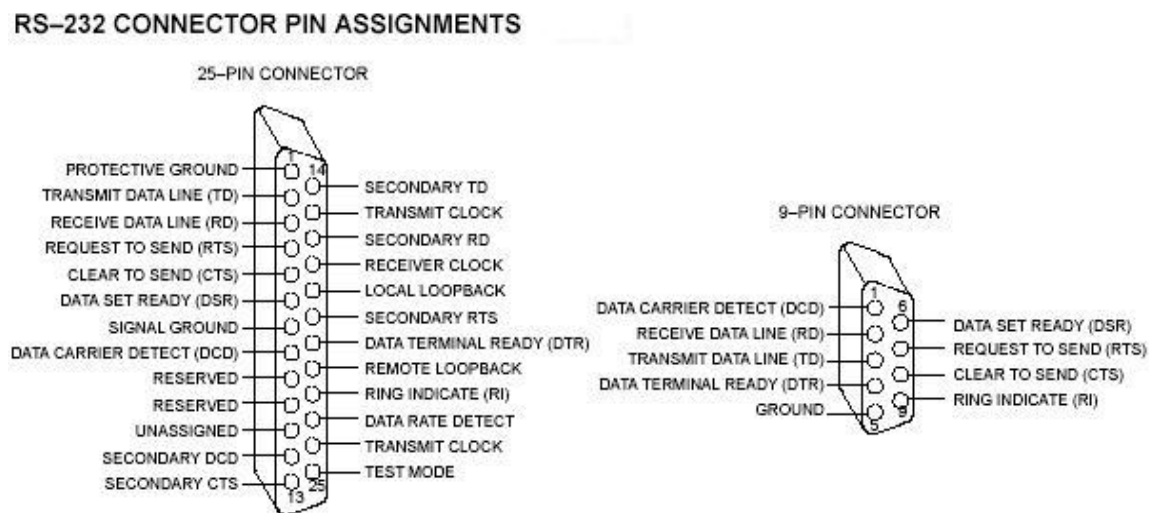 RS–232 CONNECTOR PIN ASSIGNMENTS
25–PIN CONNECTOR
1
14
PROTECTIVE GROUND
TRANSMIT DATA LINE (TD)
RECEIVE DATA LINE (RD)
REQUEST TO SEND (RTS)
CLEAR TO SEND (CTS)
DATA SET READY (DSR)
SIGNAL GROUND
DATA CARRIER DETECT (DCD)
RESERVED
RESERVED
UNASSIGNED
SECONDARY DCD
SECONDARY CTS
13
25
SECONDARY TD
TRANSMIT CLOCK
SECONDARY RD
RECEIVER CLOCK
LOCAL LOOPBACK
SECONDARY RTS
DATA TERMINAL READY (DTR)
REMOTE LOOPBACK
RING INDICATE (RI)
DATA RATE DETECT
TRANSMIT CLOCK
TEST MODE
9–PIN CONNECTOR
1
6
DATA CARRIER DETECT (DCD)
RECEIVE DATA LINE (RD)
TRANSMIT DATA LINE (TD)
DATA TERMINAL READY (DTR)
GROUND
5
9
DATA SET READY (DSR)
REQUEST TO SEND (RTS)
CLEAR TO SEND (CTS)
RING INDICATE (RI)